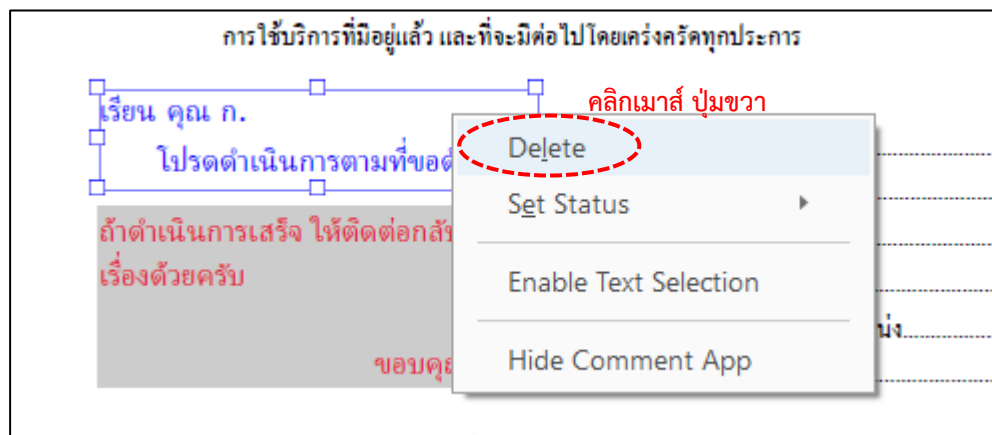 การใช้บริการที่มีอยู่แล้ว และที่จะมีต่อไปโดยเคร่งครัดทุกประการ
คลิกเมาส์ ปุ่มขวา
เรียน คุณ ก.
โปรดดำเนินการตามที่ขอ
Delete
Set Status
ถ้าดำเนินการเสร็จ ให้ติดต่อกลับ
เรื่องด้วยครับ
Enable Text Selection
ขอบคุณ
Hide Comment App